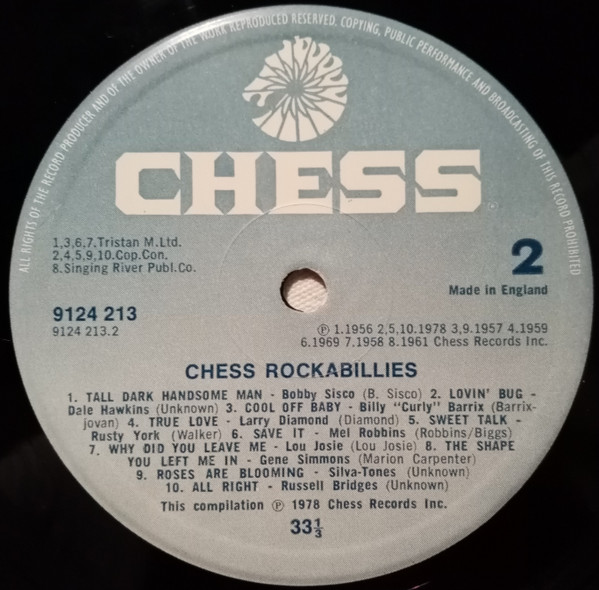 ALL RIGHTS OF THE RECORD PRODUCER AND OF THE OWNER OF THE WORK REPRODUCED RESERVED. COPYING, PUBLIC PERFORMANCE AND BROADCASTING OF THIS RECORD PROHIBITED
CHESS
1,3,6,7.Tristan M.Ltd.
2,4,5,9,10.Cop.Con.
8.Singing River Publ.Co.
2
Made in England
9124 213
9124 213.2
℗ 1.1956 2,5,10.1978 3,9.1957 4.1959
6.1969 7.1958 8.1961 Chess Records Inc.
CHESS ROCKABILLIES
1. TALL DARK HANDSOME MAN - Bobby Sisco (B. Sisco) 2. LOVIN' BUG -
Dale Hawkins (Unknown) 3. COOL OFF BABY - Billy "Curly" Barrix (Barrix-
jovan) 4. TRUE LOVE - Larry Diamond (Diamond) 5. SWEET TALK -
Rusty York (Walker) 6. SAVE IT - Mel Robbins (Robbins/Biggs)
7. WHY DID YOU LEAVE ME - Lou Josie (Lou Josie) 8. THE SHAPE
YOU LEFT ME IN - Gene Simmons (Marion Carpenter)
9. ROSES ARE BLOOMING - Silva-Tones (Unknown)
10. ALL RIGHT - Russell Bridges (Unknown)
This compilation ℗ 1978 Chess Records Inc.
33⅓